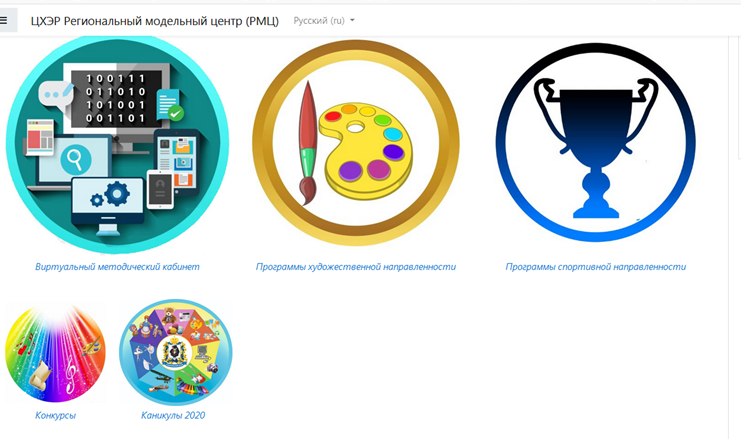 ЦХЭР Региональный модельный центр (РМЦ) Русский (ru)
100111
011010
101001
001101
Виртуальный методический кабинет
Программы художественной направленности
Программы спортивной направленности
Конкурсы
Каникулы 2020